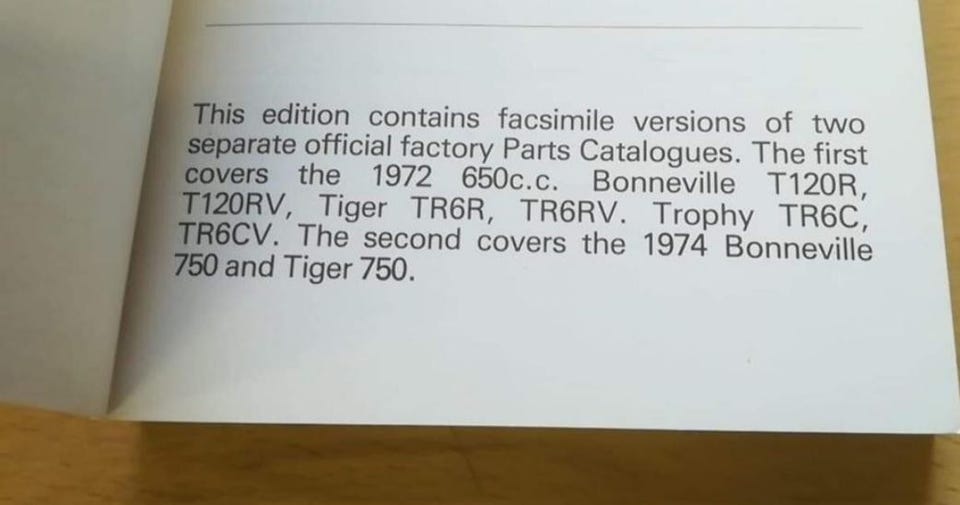 This edition contains facsimile versions of two
separate official factory Parts Catalogues. The first
covers the 1972 650c.c. Bonneville T120R,
T120RV, Tiger TR6R, TR6RV. Trophy TR6C,
TR6CV. The second covers the 1974 Bonneville
750 and Tiger 750.